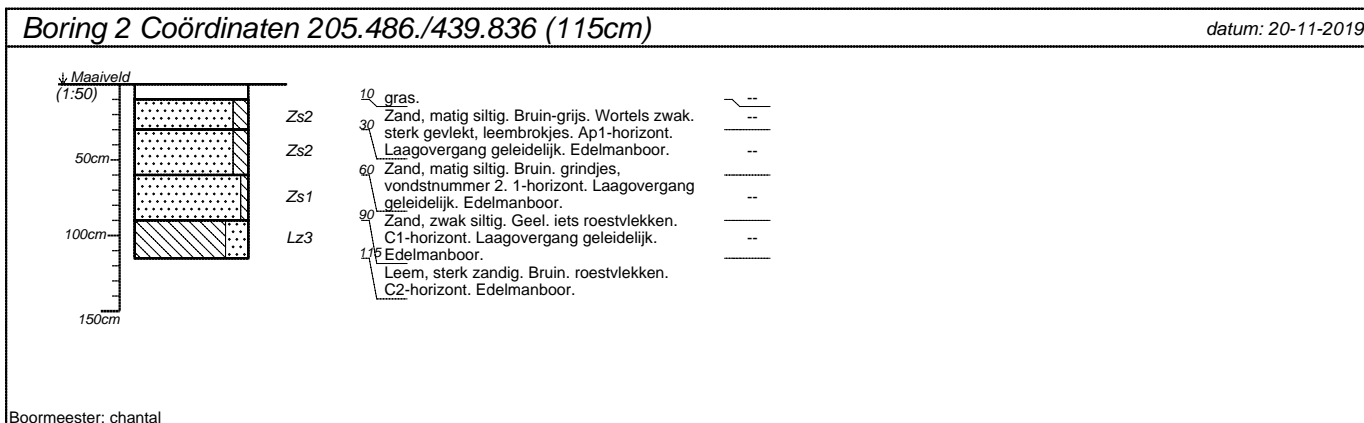 Boring 2 Coördinaten 205.486./439.836 (115cm)
datum: 20-11-2019
Maaiveld
(1:50)
50cm
100cm
150cm
Zs2
Zs2
Zs1
Lz3
10 gras.
Zand, matig siltig. Bruin-grijs. Wortels zwak.
30 sterk gevlekt, leembrokjes. Ap1-horizont.
Laagovergang geleidelijk. Edelmanboor.
60 Zand, matig siltig. Bruin. grindjes,
vondstnummer 2. 1-horizont. Laagovergang
geleidelijk. Edelmanboor.
90 Zand, zwak siltig. Geel. iets roestvlekken.
C1-horizont. Laagovergang geleidelijk.
115 Edelmanboor.
Leem, sterk zandig. Bruin. roestvlekken.
C2-horizont. Edelmanboor.
--
--
--
--
--
Boormeester: chantal